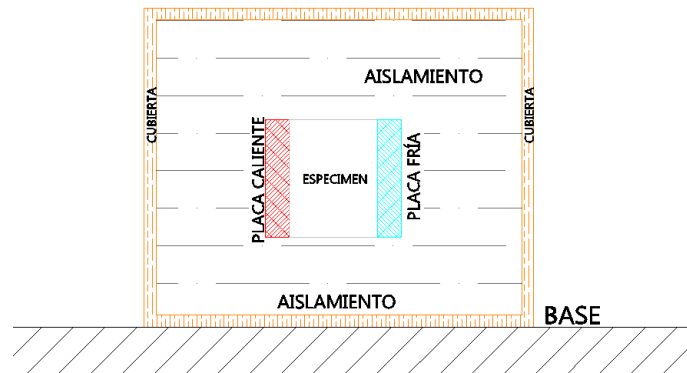 AISLAMIENTO
CUBIERTA
CUBIERTA
PLACA CALIENTE
ESPECIMEN
PLACA FRÍA
AISLAMIENTO
BASE